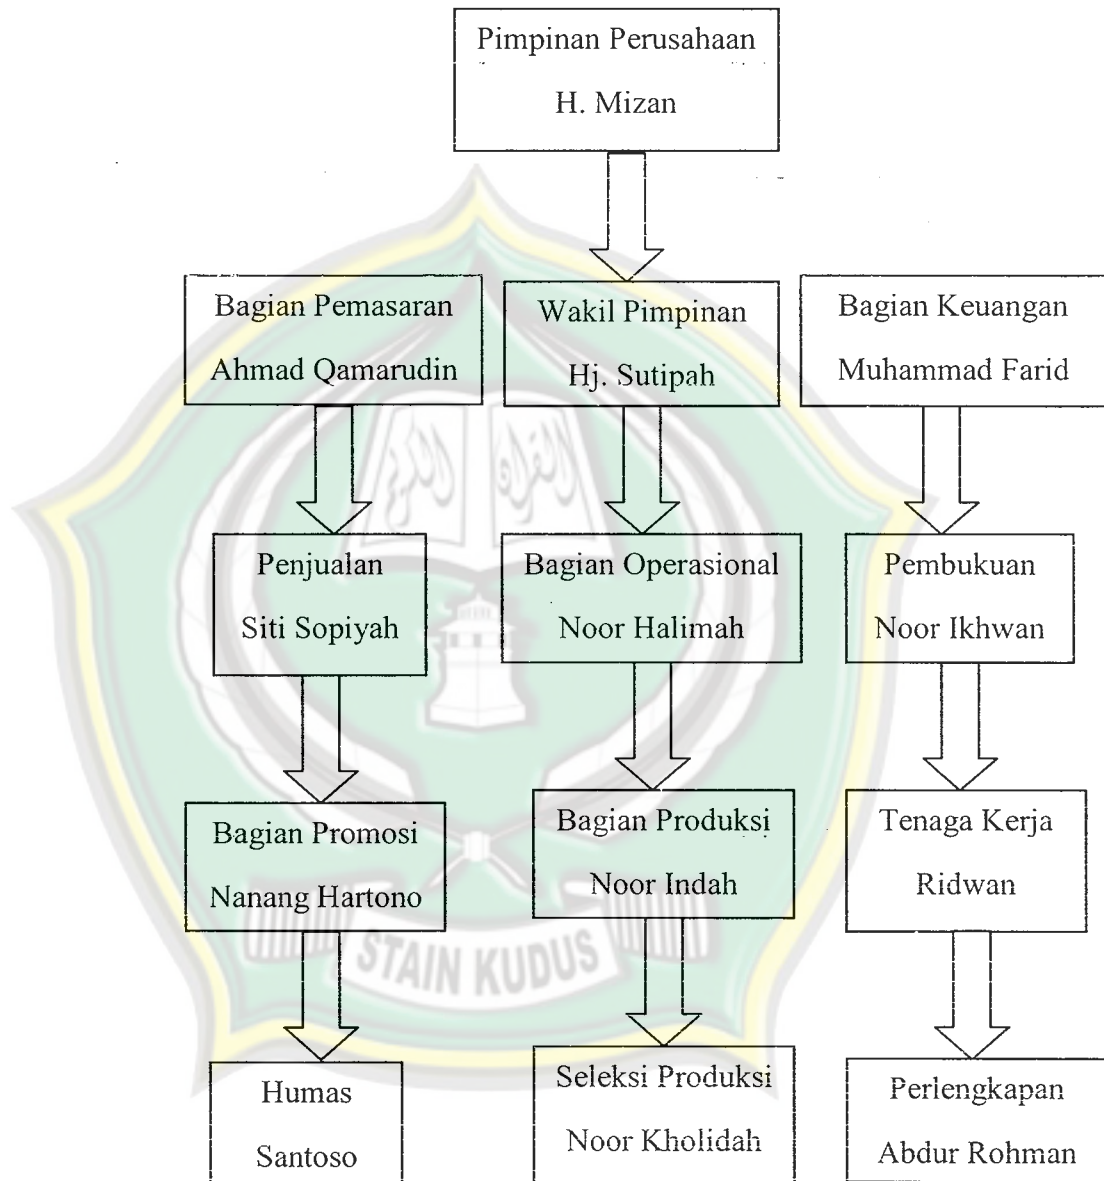 Pimpinan Perusahaan
H. Mizan
Bagian Pemasaran
Ahmad Qamarudin
Wakil Pimpinan
Hj. Sutipah
Bagian Keuangan
Muhammad Farid
Penjualan
Siti Sopiyah
Bagian Operasional
Noor Halimah
Pembukuan
Noor Ikhwan
Bagian Promosi
Nanang Hartono
Bagian Produksi
Noor Indah
Tenaga Kerja
Ridwan
Humas
Santoso
Seleksi Produksi
Noor Kholidah
Perlengkapan
Abdur Rohman
القرآن
الكريم
STAIN KUDUS